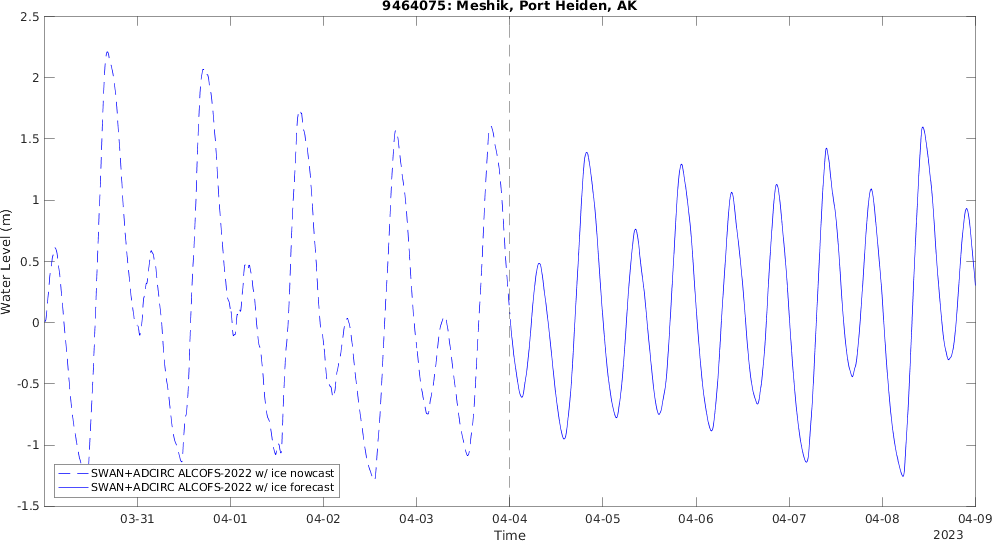 9464075: Meshik, Port Heiden, AK
Water Level (m)
2.5
2
1.5
1
0.5
0
-0.5
-1
-1.5
SWAN+ADCIRC ALCOFS-2022 w/ ice nowcast
SWAN+ADCIRC ALCOFS-2022 w/ ice forecast
03-31 04-01 04-02 04-03 04-04 04-05 04-06 04-07 04-08 04-09
Time
2023